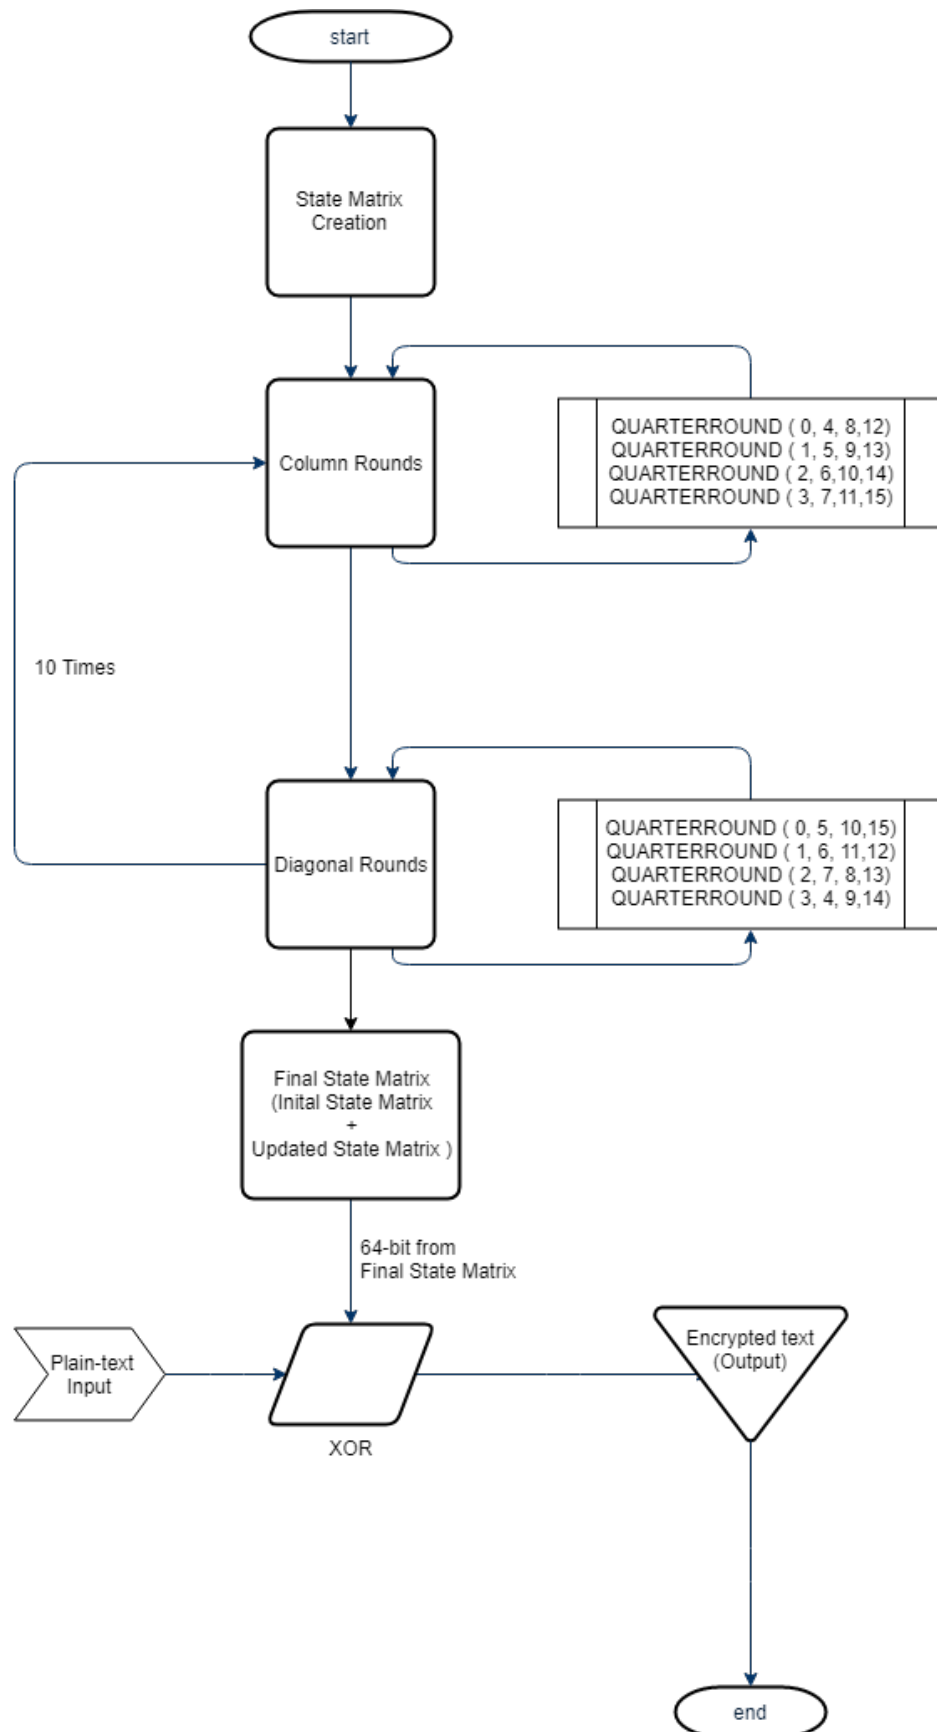 start
State Matrix
Creation
Column Rounds
QUARTERROUND ( 0, 4, 8,12)
QUARTERROUND ( 1, 5, 9,13)
QUARTERROUND ( 2, 6,10,14)
QUARTERROUND ( 3, 7,11,15)
10 Times
Diagonal Rounds
QUARTERROUND ( 0, 5, 10,15)
QUARTERROUND ( 1, 6, 11,12)
QUARTERROUND ( 2, 7, 8,13)
QUARTERROUND ( 3, 4, 9,14)
Final State Matrix
(Inital State Matrix
+
Updated State Matrix )
64-bit from
Final State Matrix
Plain-text
Input
XOR
Encrypted text
(Output)
end